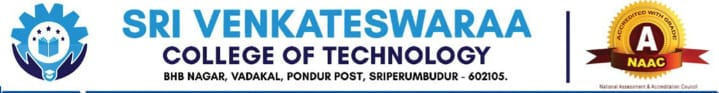 SRI VENKATESWARAA
COLLEGE OF TECHNOLOGY
BHB NAGAR, VADAKAL, PONDUR POST, SRIPERUMBUDUR - 602105.
ACCREDITED WITH GRADE
A
NAAC
National Assessment & Accreditation Council